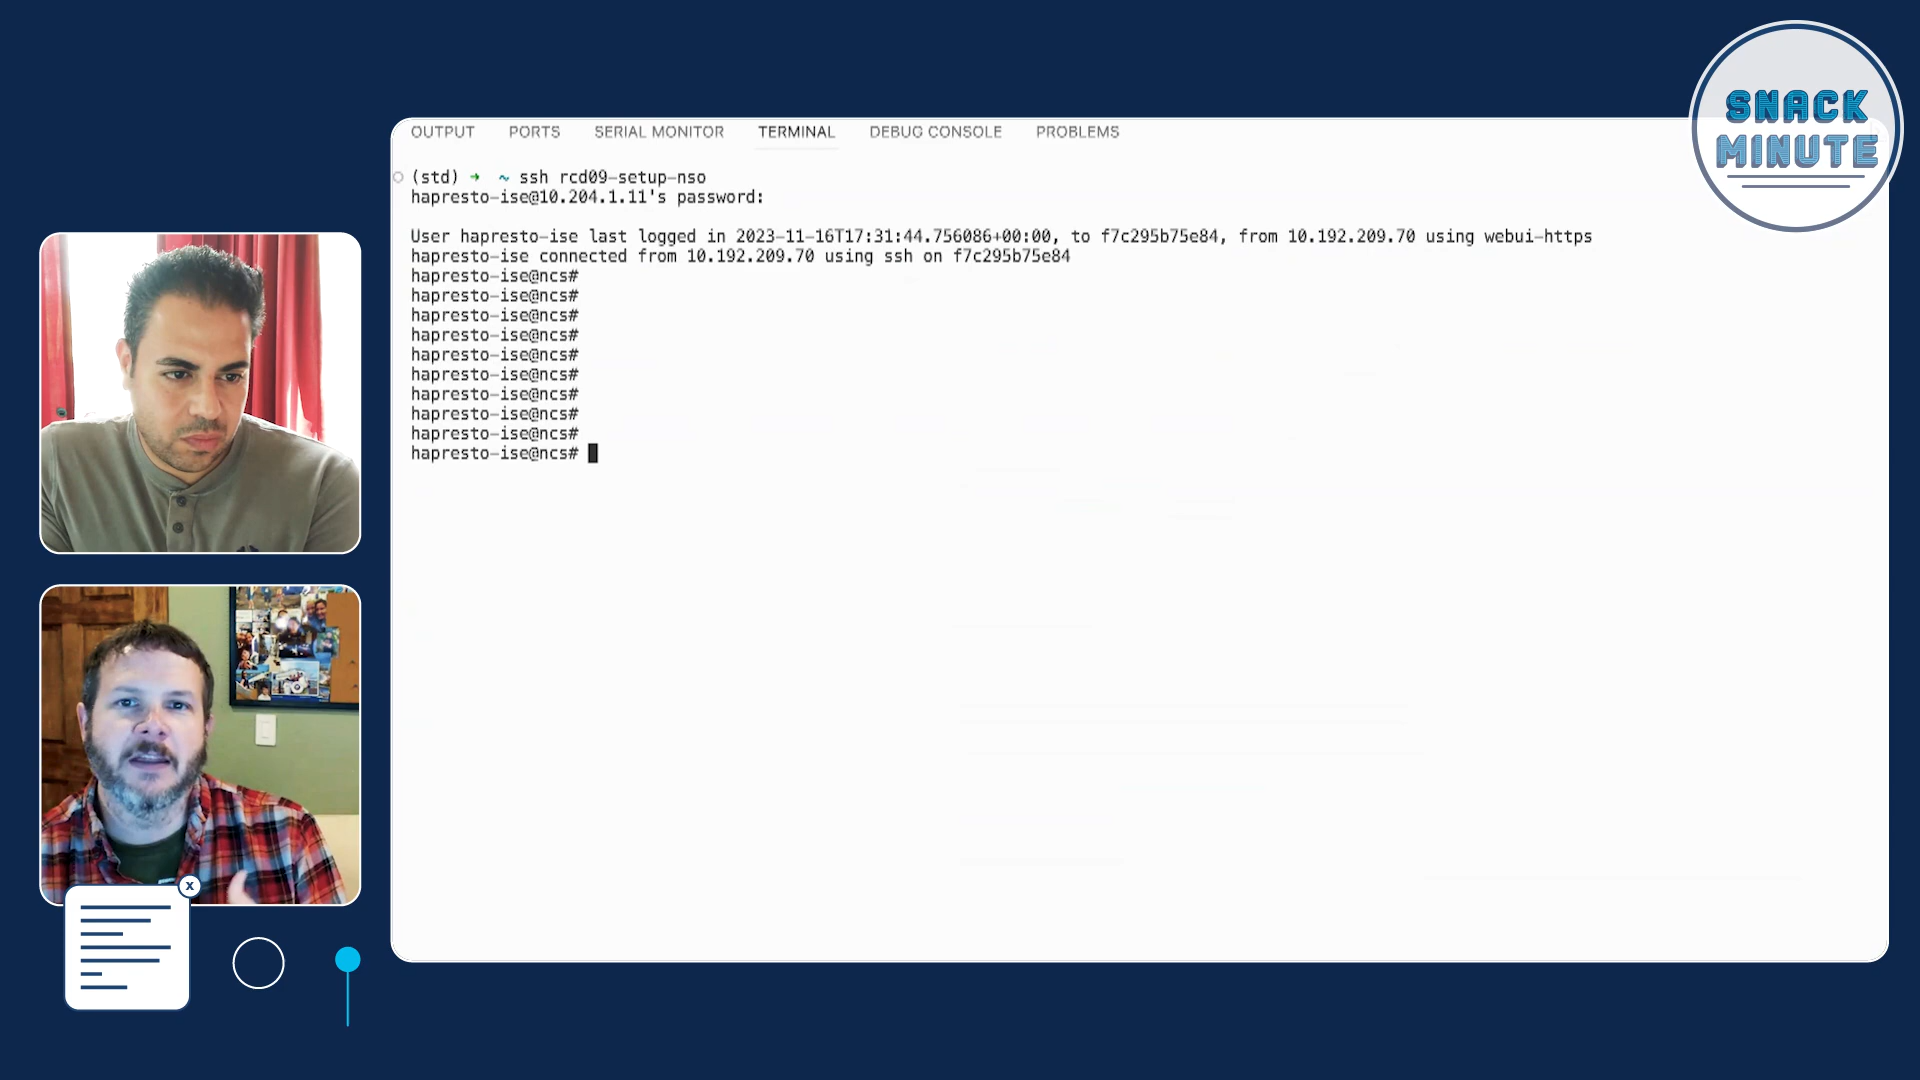 SNACK
MINUTE
OUTPUT PORTS SERIAL MONITOR TERMINAL DEBUG CONSOLE PROBLEMS
(std) ➜ ~ ssh rcd09-setup-nso
hapresto-ise@10.204.1.11's password:
User hapresto-ise last logged in 2023-11-16T17:31:44.756086+00:00, to f7c295b75e84, from 10.192.209.70 using webui-https
hapresto-ise connected from 10.192.209.70 using ssh on f7c295b75e84
hapresto-ise@ncs#
hapresto-ise@ncs#
hapresto-ise@ncs#
hapresto-ise@ncs#
hapresto-ise@ncs#
hapresto-ise@ncs#
hapresto-ise@ncs#
hapresto-ise@ncs#
hapresto-ise@ncs#
hapresto-ise@ncs#
x